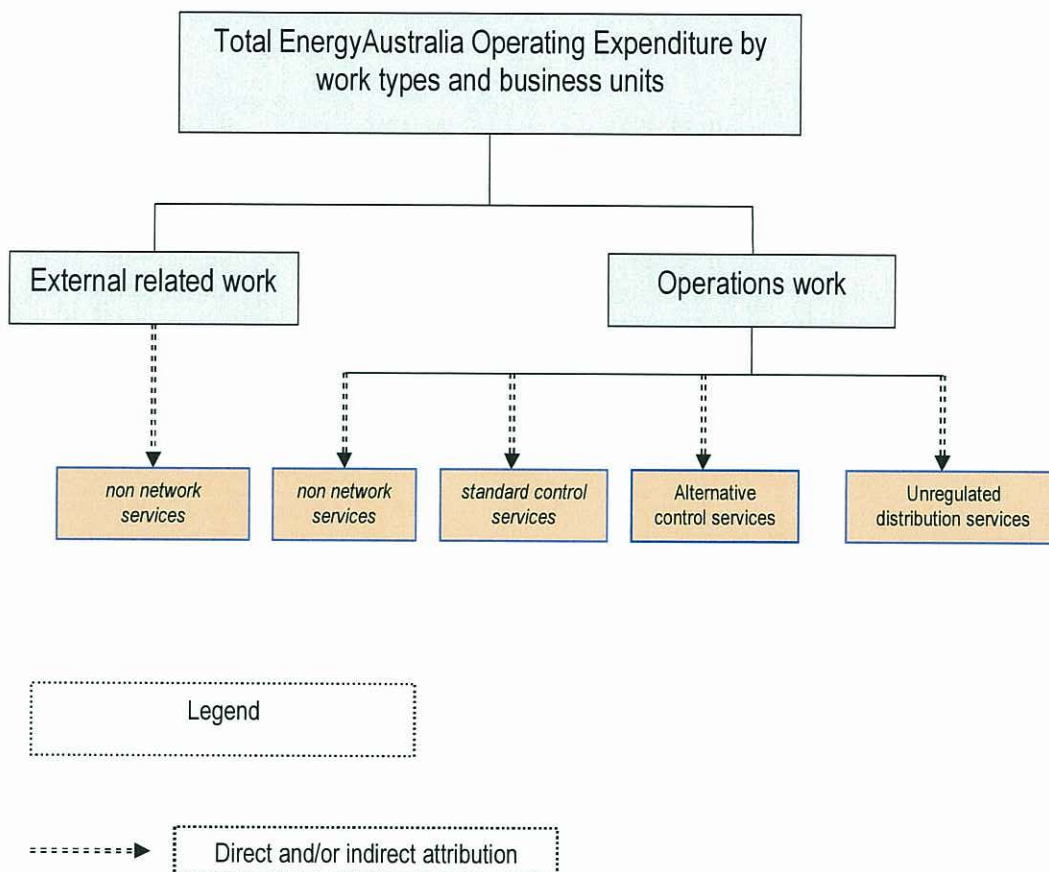 Total EnergyAustralia Operating Expenditure by
work types and business units
External related work
Operations work
non network
services
non network
services
standard control
services
Alternative
control services
Unregulated
distribution services
Legend
Direct and/or indirect attribution